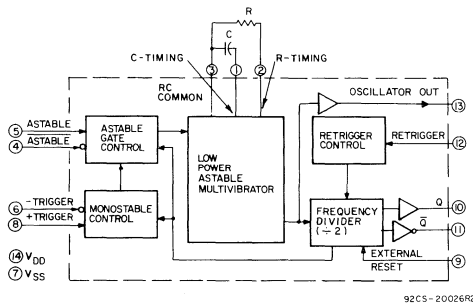 R
C
C-TIMING
R-TIMING
3
1
2
RC
COMMON
OSCILLATOR OUT
13
5
ASTABLE
4
ASTABLE
ASTABLE
GATE
CONTROL
LOW
POWER
ASTABLE
MULTIVIBRATOR
RETRIGGER
CONTROL
RETRIGGER
12
6
-TRIGGER
8
+TRIGGER
MONOSTABLE
CONTROL
FREQUENCY
DIVIDER
(÷2)
Q
10
Q̅
11
14 VDD
7 VSS
EXTERNAL
RESET
9
92CS-20026R2